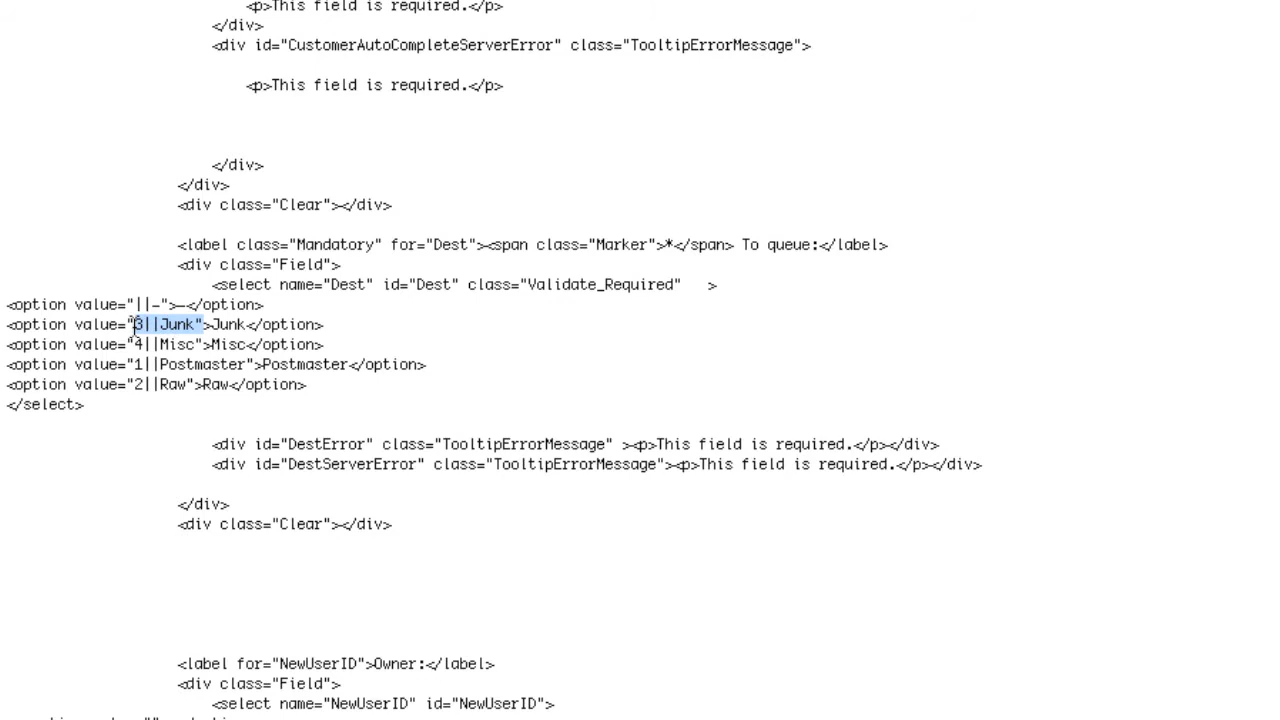 <p>This field is required.</p>
</div>
<div id="CustomerAutoCompleteServerError" class="TooltipErrorMessage">
<p>This field is required.</p>
</div>
</div>
<div class="Clear"></div>
<label class="Mandatory" for="Dest"><span class="Marker">*</span> To queue:</label>
<div class="Field">
<select name="Dest" id="Dest" class="Validate_Required"   >
<option value="||-">-</option>
<option value="3||Junk">Junk</option>
<option value="4||Misc">Misc</option>
<option value="1||Postmaster">Postmaster</option>
<option value="2||Raw">Raw</option>
</select>
<div id="DestError" class="TooltipErrorMessage" ><p>This field is required.</p></div>
<div id="DestServerError" class="TooltipErrorMessage"><p>This field is required.</p></div>
</div>
<div class="Clear"></div>
<label for="NewUserID">Owner:</label>
<div class="Field">
<select name="NewUserID" id="NewUserID">